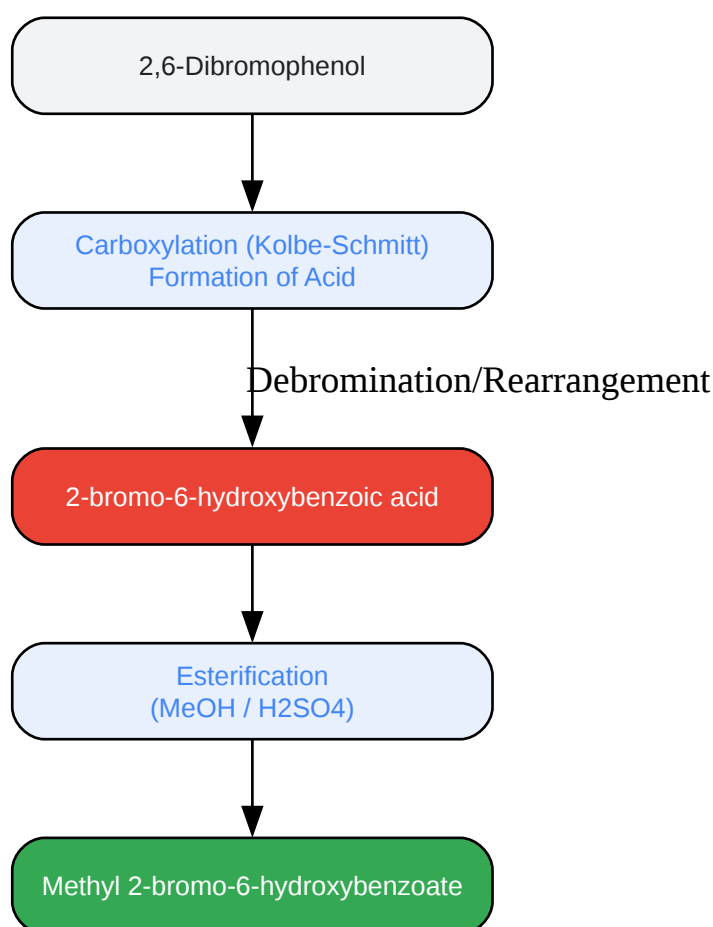 2,6-Dibromophenol
Carboxylation (Kolbe-Schmitt)
Formation of Acid
Debromination/Rearrangement
2-bromo-6-hydroxybenzoic acid
Esterification
(MeOH / H2SO4)
Methyl 2-bromo-6-hydroxybenzoate